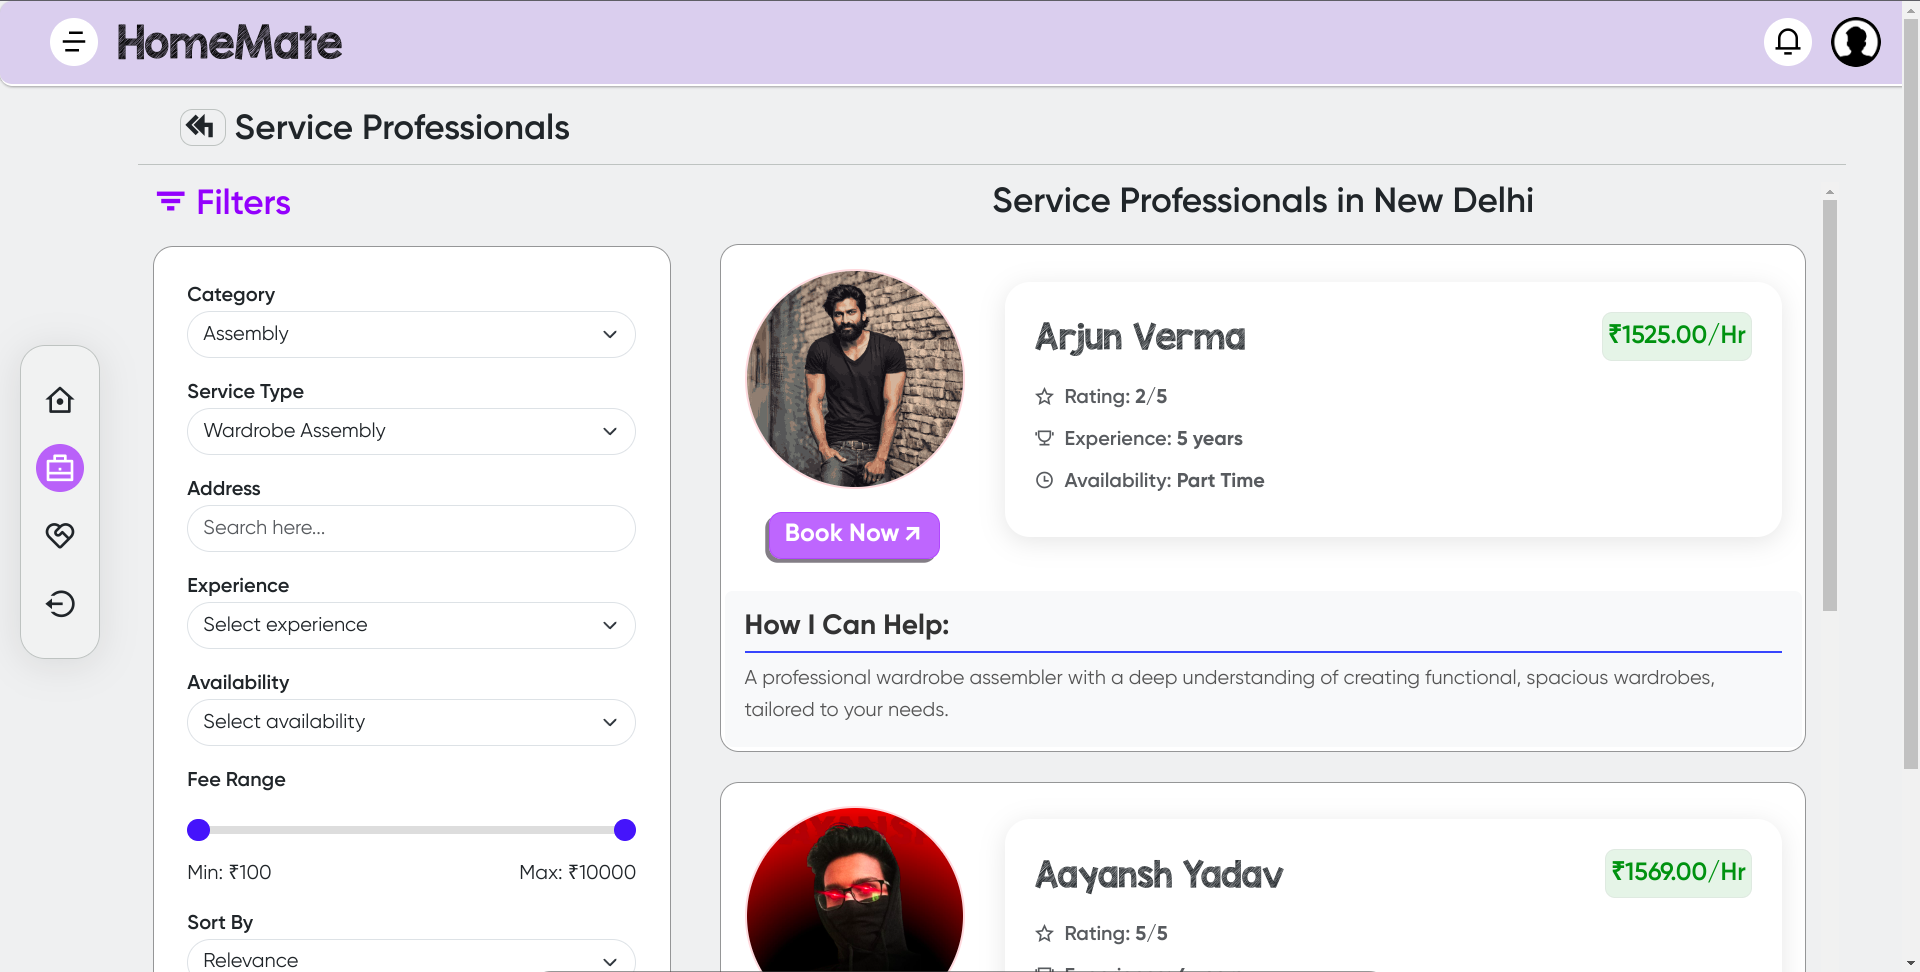 HomeMate
Service Professionals
Filters
Category
Assembly
Service Type
Wardrobe Assembly
Address
Search here...
Experience
Select experience
Availability
Select availability
Fee Range
Min: ₹100 Max: ₹10000
Sort By
Relevance
Service Professionals in New Delhi
Arjun Verma
₹1525.00/Hr
Rating: 2/5
Experience: 5 years
Availability: Part Time
Book Now
How I Can Help:
A professional wardrobe assembler with a deep understanding of creating functional, spacious wardrobes,
tailored to your needs.
Aayansh Yadav
₹1569.00/Hr
Rating: 5/5